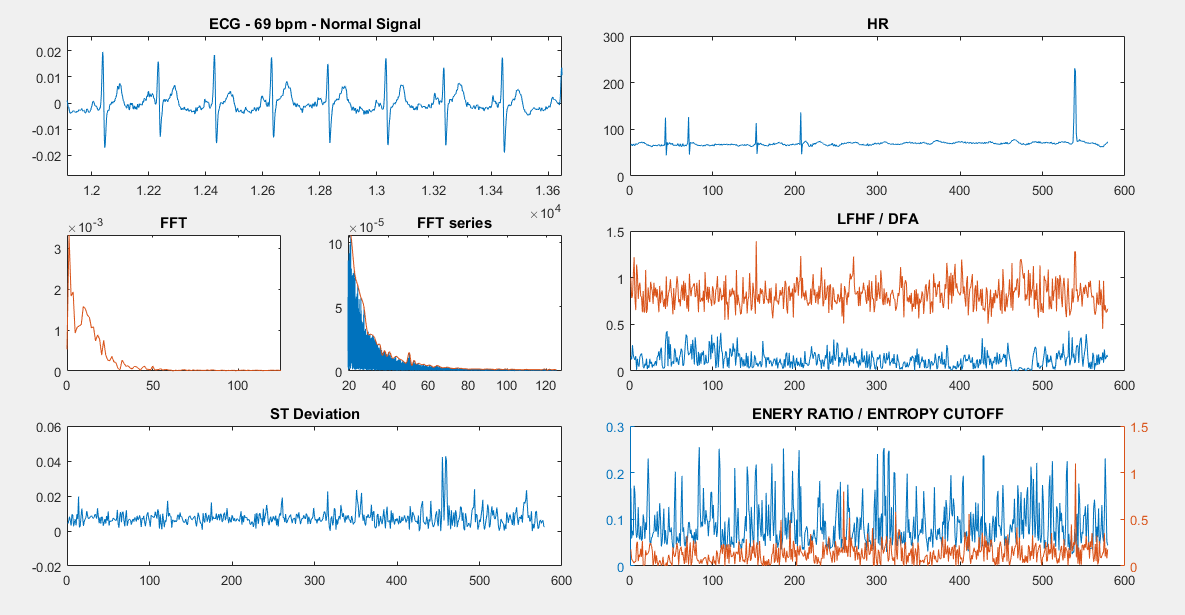 ECG - 69 bpm - Normal Signal
0.02
0.01
0
-0.01
-0.02
1.2 1.22 1.24 1.26 1.28 1.3 1.32 1.34 1.36
×10^4
HR
300
200
100
0
0 100 200 300 400 500 600
FFT
×10^-3
3
2
1
0
0 50 100
FFT series
×10^-5
10
5
0
20 40 60 80 100 120
LFHF / DFA
1.5
1
0.5
0
0 100 200 300 400 500 600
ST Deviation
0.06
0.04
0.02
0
-0.02
0 100 200 300 400 500 600
ENERY RATIO / ENTROPY CUTOFF
0.3
0.2
0.1
0
1.5
1
0.5
0
0 100 200 300 400 500 600